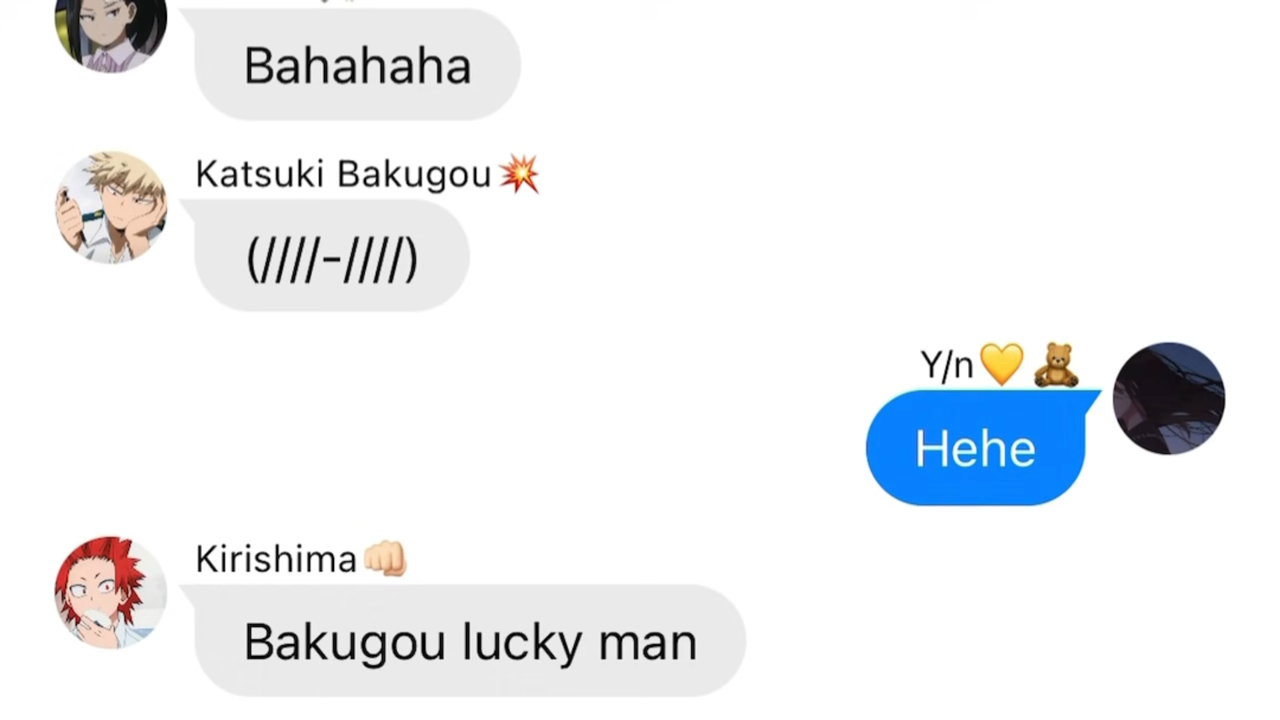 Bahahaha
Katsuki Bakugou💥
(////-////)
Y/n💛🧸
Hehe
Kirishima👊🏻
Bakugou lucky man